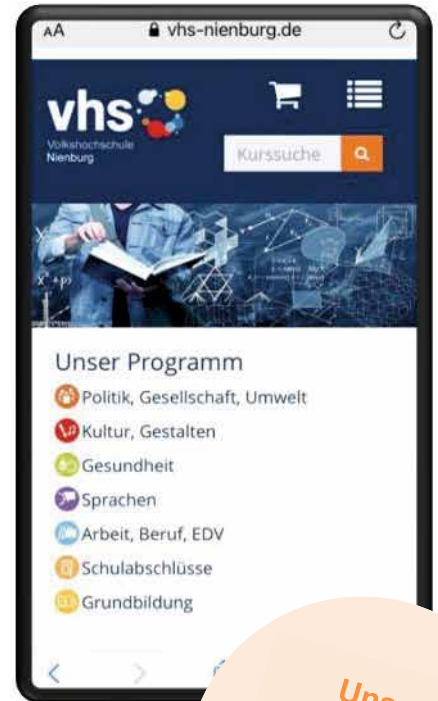 AA vhs-nienburg.de
vhs
Volkshochschule
Nienburg
Kurssuche
Unser Programm
Politik, Gesellschaft, Umwelt
Kultur, Gestalten
Gesundheit
Sprachen
Arbeit, Beruf, EDV
Schulabschlüsse
Grundbildung